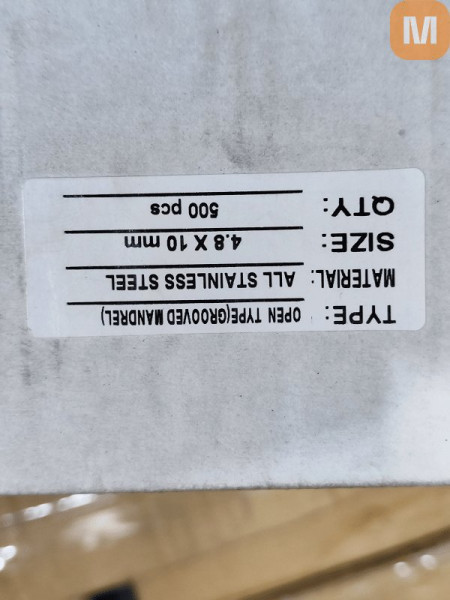 TYPE: OPEN TYPE(GROOVED MANDREL)
MATERIAL: ALL STAINLESS STEEL
SIZE: 4.8 X 10 mm
QTY: 500 pcs
M